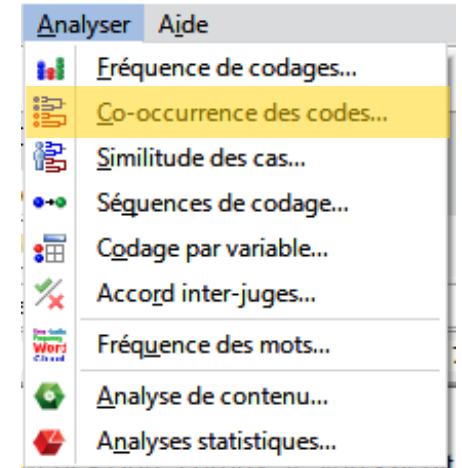 Analyser Aide
Fréquence de codages...
Co-occurrence des codes...
Similitude des cas...
Séquences de codage...
Codage par variable...
Accord inter-juges...
Fréquence des mots...
Analyse de contenu...
Analyses statistiques...